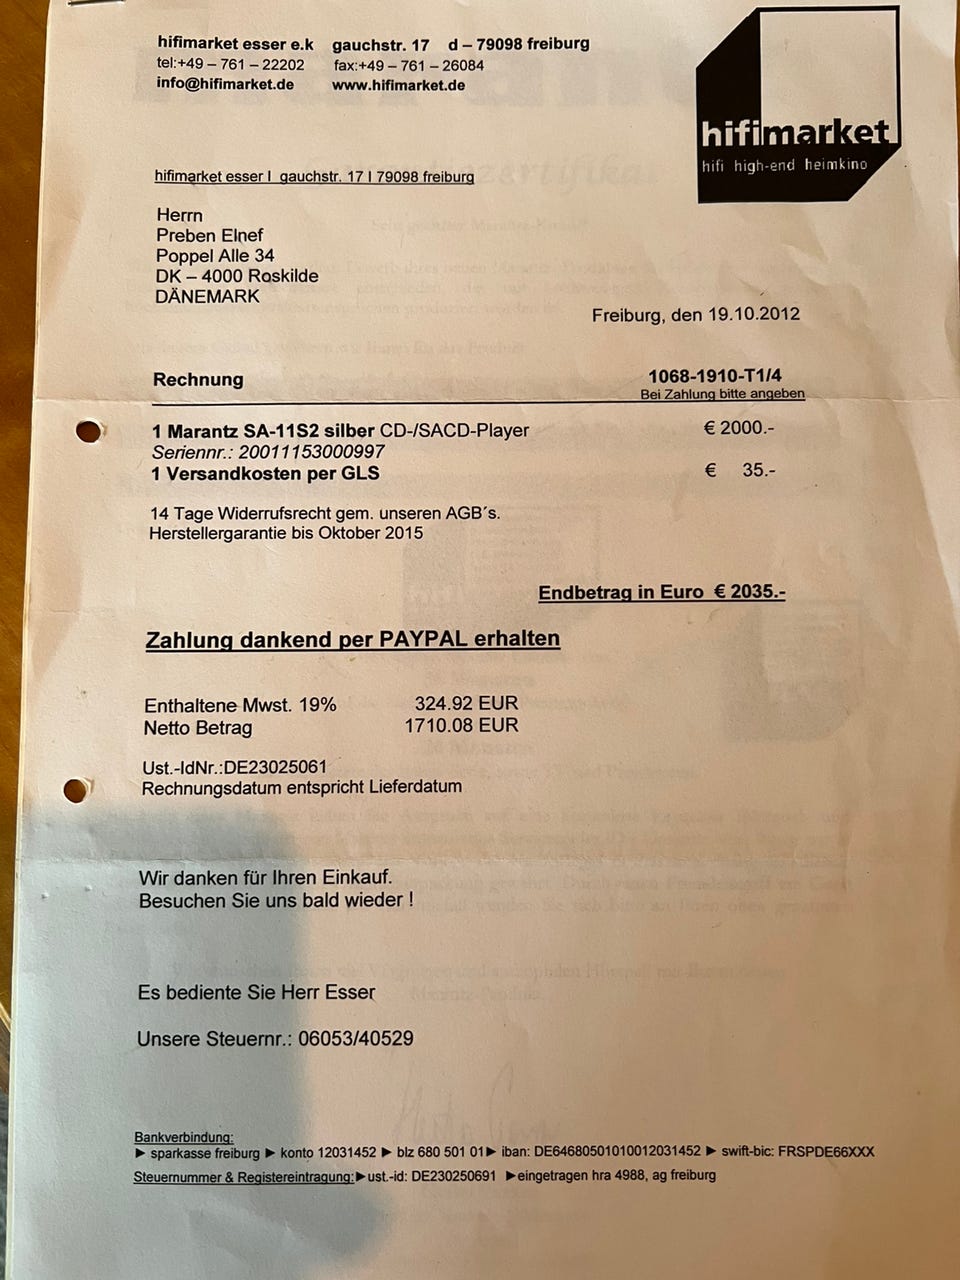 hifimarket esser e.k gauchstr. 17 d – 79098 freiburg
tel:+49 – 761 – 22202 fax:+49 – 761 – 26084
info@hifimarket.de www.hifimarket.de
hifimarket
hifi high-end heimkino
hifimarket esser I gauchstr. 17 I 79098 freiburg
Herrn
Preben Elnef
Poppel Alle 34
DK – 4000 Roskilde
DÄNEMARK
Freiburg, den 19.10.2012
Rechnung 1068-1910-T1/4
Bei Zahlung bitte angeben
1 Marantz SA-11S2 silber CD-/SACD-Player € 2000.-
Seriennr.: 20011153000997
1 Versandkosten per GLS € 35.-
14 Tage Widerrufsrecht gem. unseren AGB´s.
Herstellergarantie bis Oktober 2015
Endbetrag in Euro € 2035.-
Zahlung dankend per PAYPAL erhalten
Enthaltene Mwst. 19% 324.92 EUR
Netto Betrag 1710.08 EUR
Ust.-IdNr.:DE23025061
Rechnungsdatum entspricht Lieferdatum
Wir danken für Ihren Einkauf.
Besuchen Sie uns bald wieder !
Es bediente Sie Herr Esser
Unsere Steuernr.: 06053/40529
Bankverbindung:
► sparkasse freiburg ► konto 12031452 ► blz 680 501 01► iban: DE64680501010012031452 ► swift-bic: FRSPDE66XXX
Steuernummer & Registereintragung:►ust.-id: DE230250691 ►eingetragen hra 4988, ag freiburg